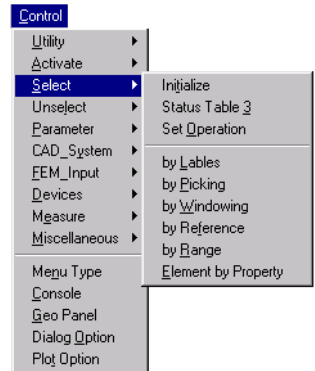 Control
Utility
Activate
Select
Unselect
Parameter
CAD_System
FEM_Input
Devices
Measure
Miscellaneous
Menu Type
Console
Geo Panel
Dialog Option
Plot Option
Initialize
Status Table 3
Set Operation
by Lables
by Picking
by Windowing
by Reference
by Range
Element by Property